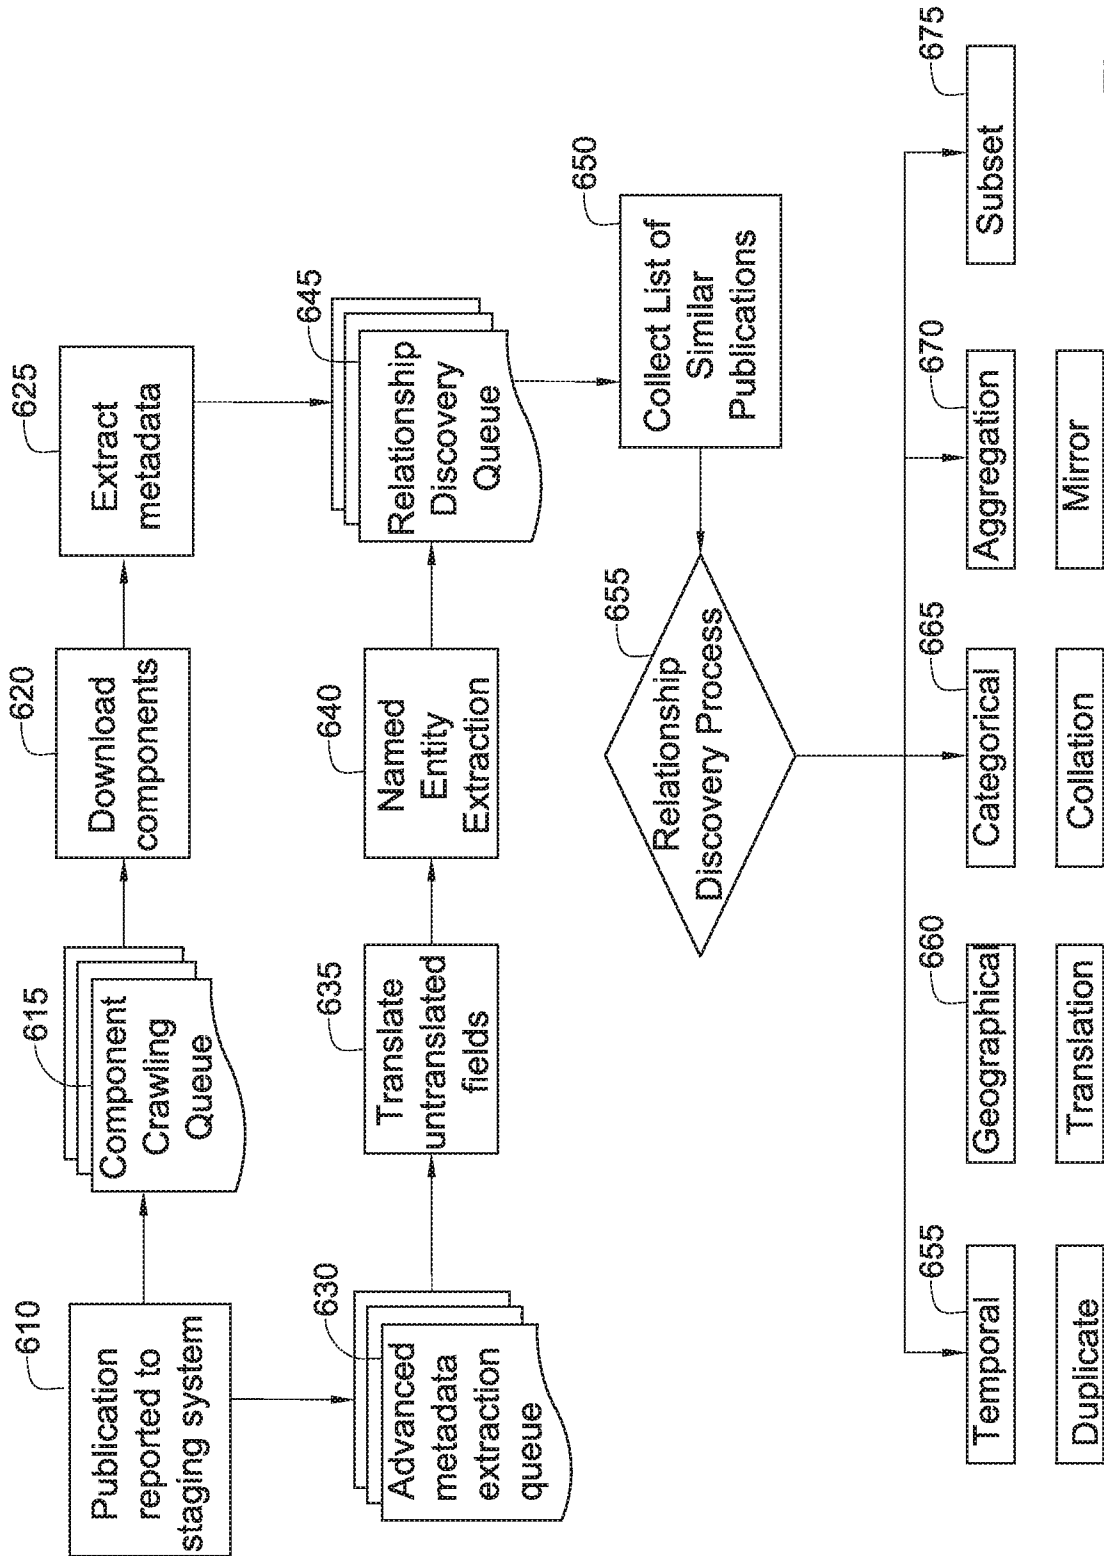 610
Publication
reported to
staging system
615
Component
Crawling
Queue
620
Download
components
625
Extract
metadata
630
Advanced
metadata
extraction
queue
635
Translate
untranslated
fields
640
Named
Entity
Extraction
645
Relationship
Discovery
Queue
650
Collect List of
Similar
Publications
655
Relationship
Discovery Process
655
Temporal
660
Geographical
665
Categorical
670
Aggregation
675
Subset
Duplicate
Translation
Collation
Mirror